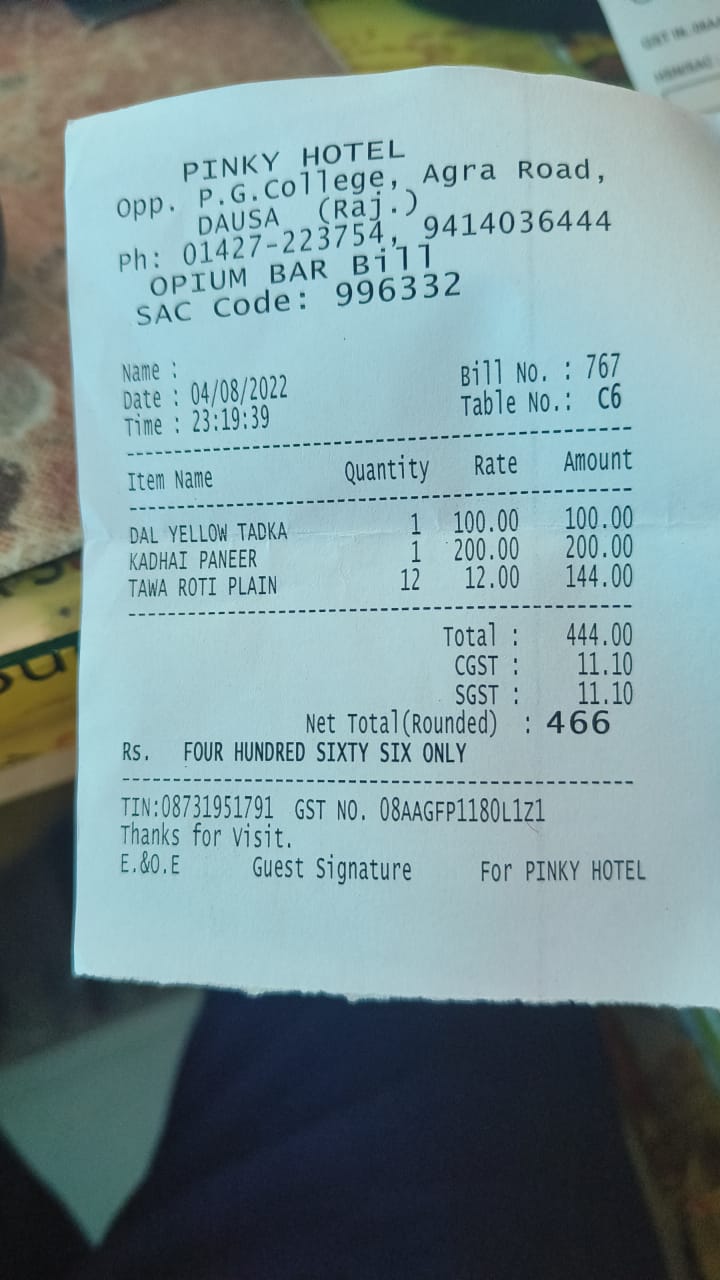 PINKY HOTEL
Opp. P.G.College, Agra Road,
DAUSA (Raj.)
Ph: 01427-223754, 9414036444
OPIUM BAR Bill
SAC Code: 996332
Name :
Date : 04/08/2022 Bill No. : 767
Time : 23:19:39 Table No.: C6
Item Name Quantity Rate Amount
DAL YELLOW TADKA 1 100.00 100.00
KADHAI PANEER 1 200.00 200.00
TAWA ROTI PLAIN 12 12.00 144.00
Total : 444.00
CGST : 11.10
SGST : 11.10
Net Total(Rounded) : 466
Rs. FOUR HUNDRED SIXTY SIX ONLY
TIN:08731951791 GST NO. 08AAGFP1180L1Z1
Thanks for Visit.
E.&O.E Guest Signature For PINKY HOTEL